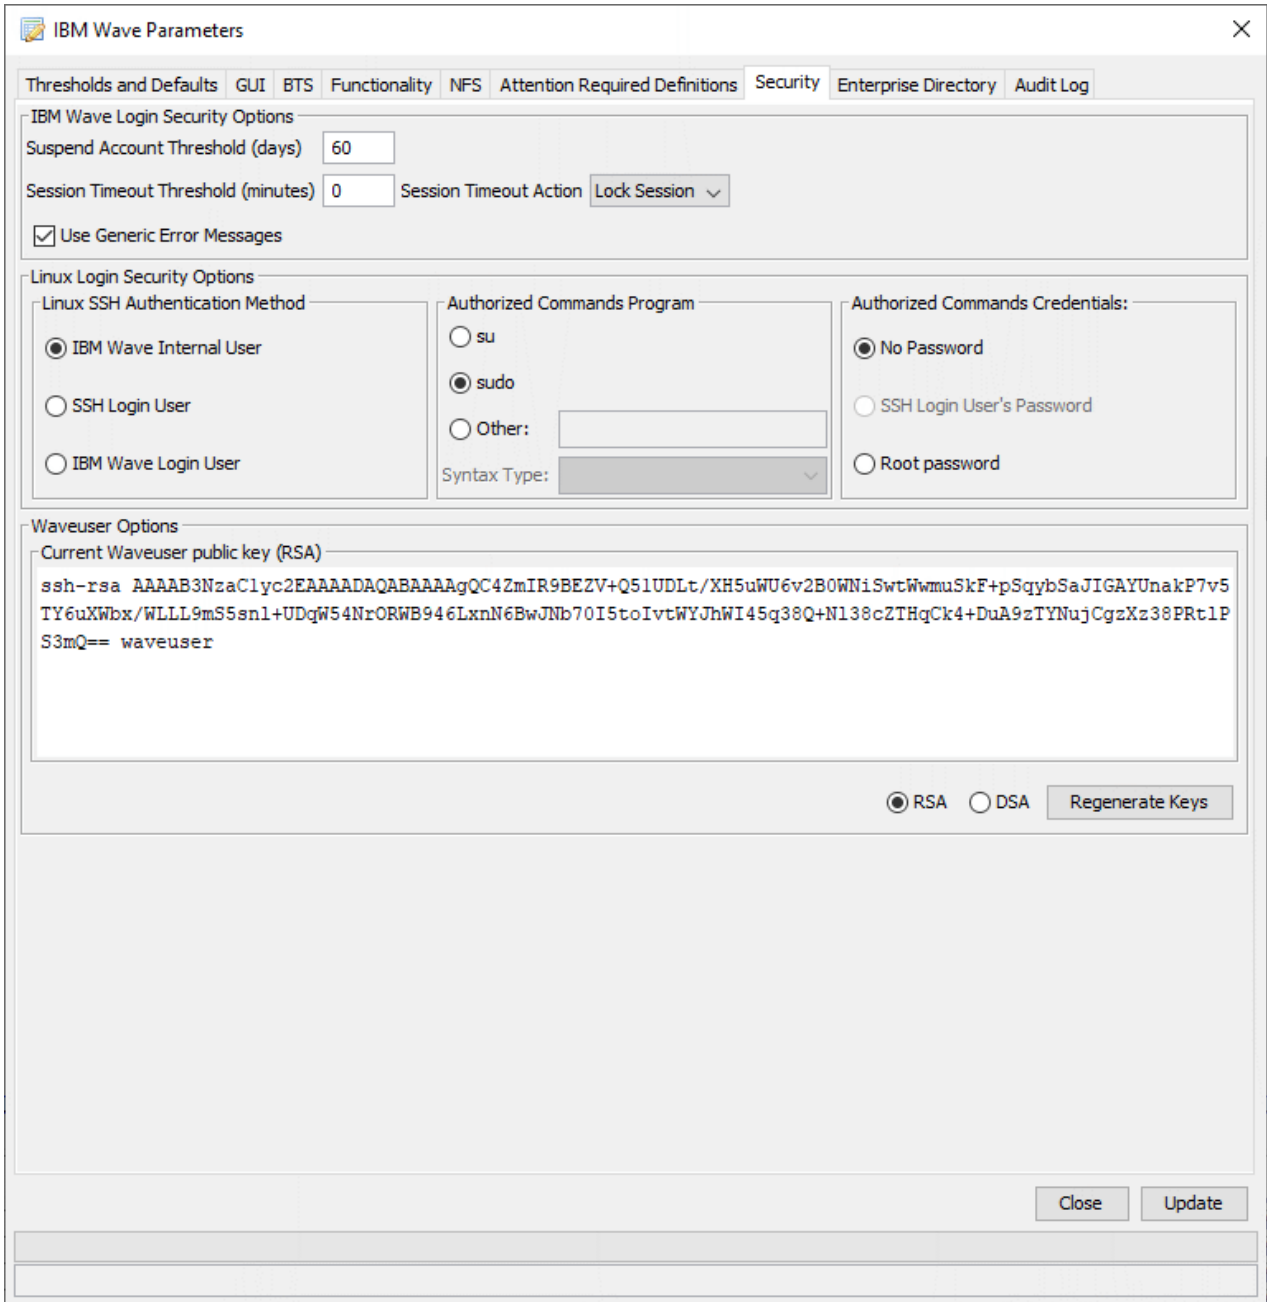 IBM Wave Parameters
Thresholds and Defaults GUI BTS Functionality NFS Attention Required Definitions Security Enterprise Directory Audit Log
IBM Wave Login Security Options
Suspend Account Threshold (days) 60
Session Timeout Threshold (minutes) 0 Session Timeout Action Lock Session
Use Generic Error Messages
Linux Login Security Options
Linux SSH Authentication Method
IBM Wave Internal User
SSH Login User
IBM Wave Login User
Authorized Commands Program
su
sudo
Other:
Syntax Type:
Authorized Commands Credentials:
No Password
SSH Login User's Password
Root password
Waveuser Options
Current Waveuser public key (RSA)
ssh-rsa AAAAB3NzaC1yc2EAAAADAQABAAAAgQC4ZmIR9BEZV+Q5lUDLt/XH5uWU6v2B0WNiSwtWwmuSkF+pSqybSaJIGAYUnakP7v5
TY6uXWbx/WLLL9mS5snl+UDqW54NrORWB946LxnN6BwJNb70I5toIvtWYJhWI45q38Q+Nl38cZTHqCk4+DuA9zTYNujCgzXz38PRtlP
S3mQ== waveuser
RSA DSA Regenerate Keys
Close Update